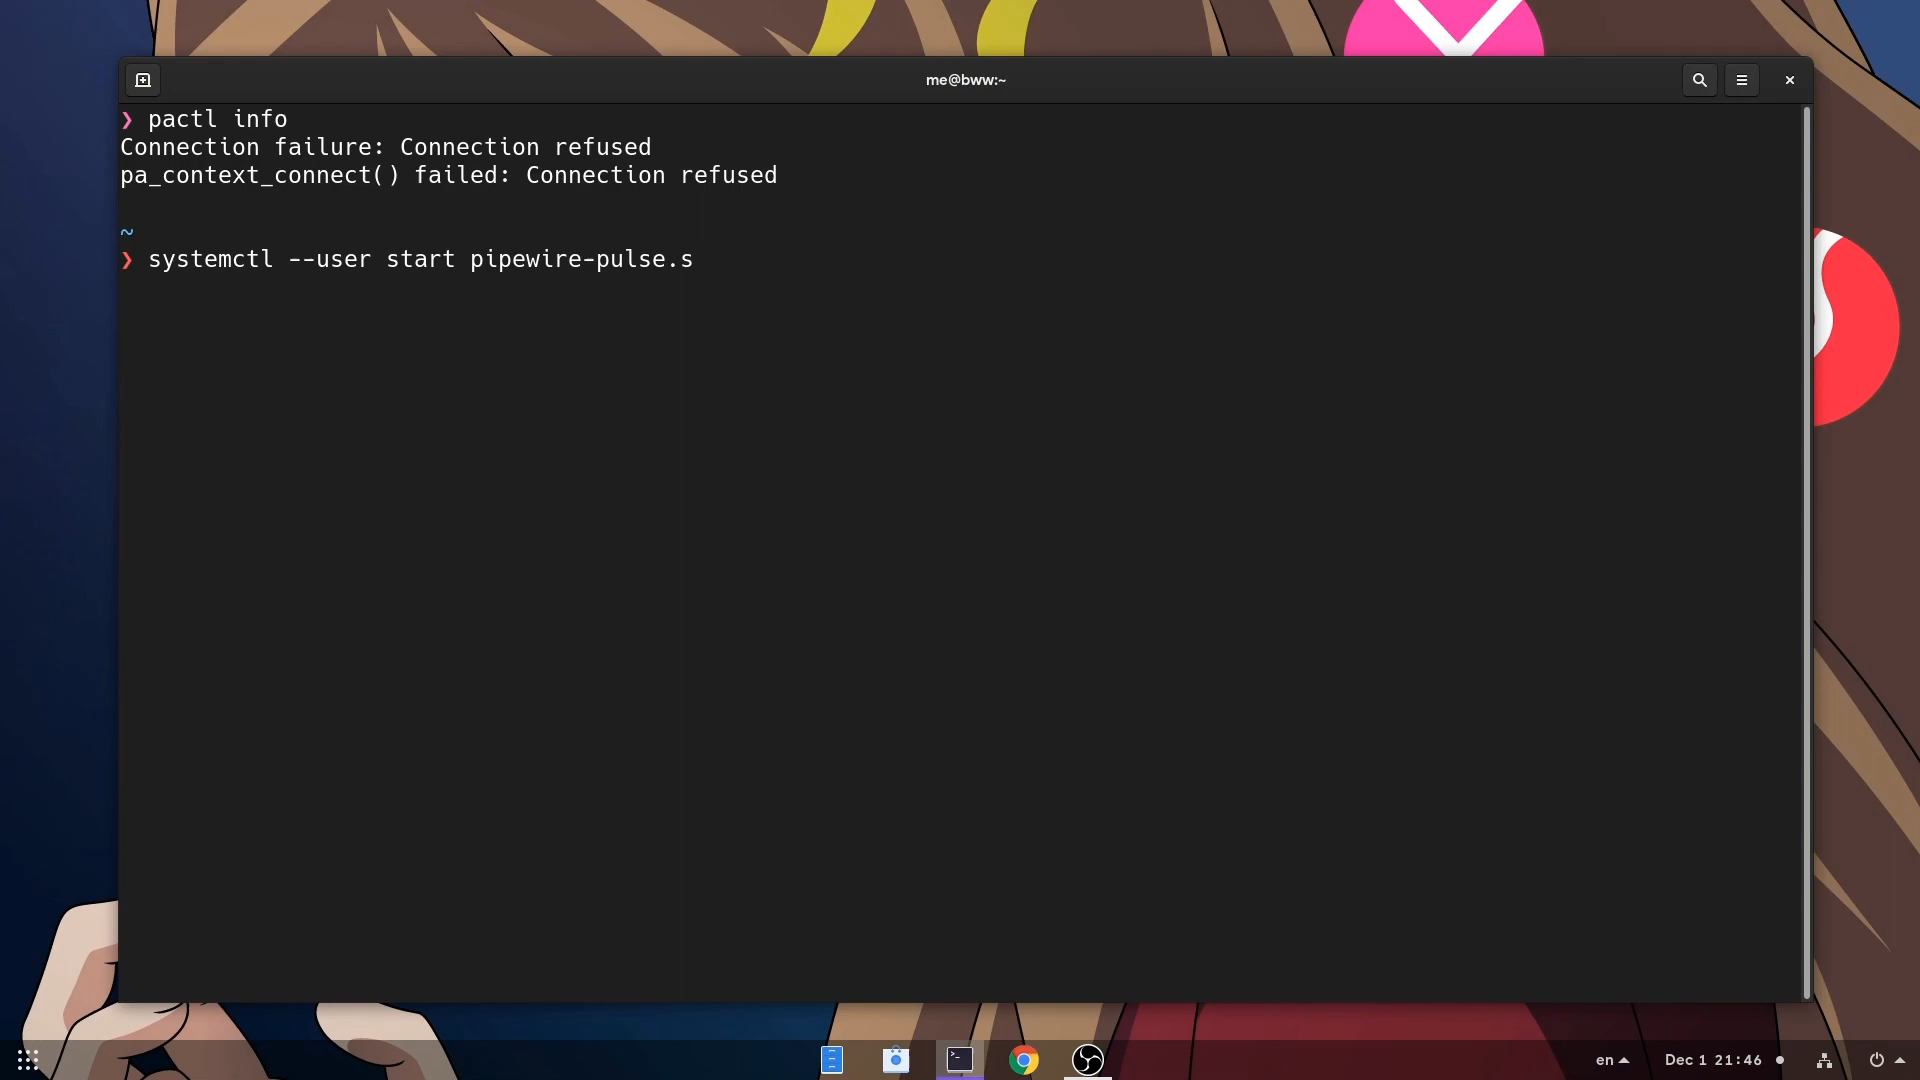 me@bww:~
❯ pactl info
Connection failure: Connection refused
pa_context_connect() failed: Connection refused
~
❯ systemctl --user start pipewire-pulse.s
en
Dec 1 21:46